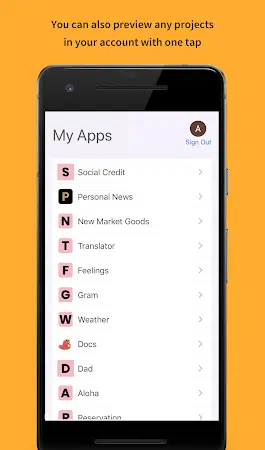 You can also preview any projects
in your account with one tap
My Apps
A
Sign Out
S Social Credit
P Personal News
N New Market Goods
T Translator
F Feelings
G Gram
W Weather
Docs
D Dad
A Aloha
R Reservation